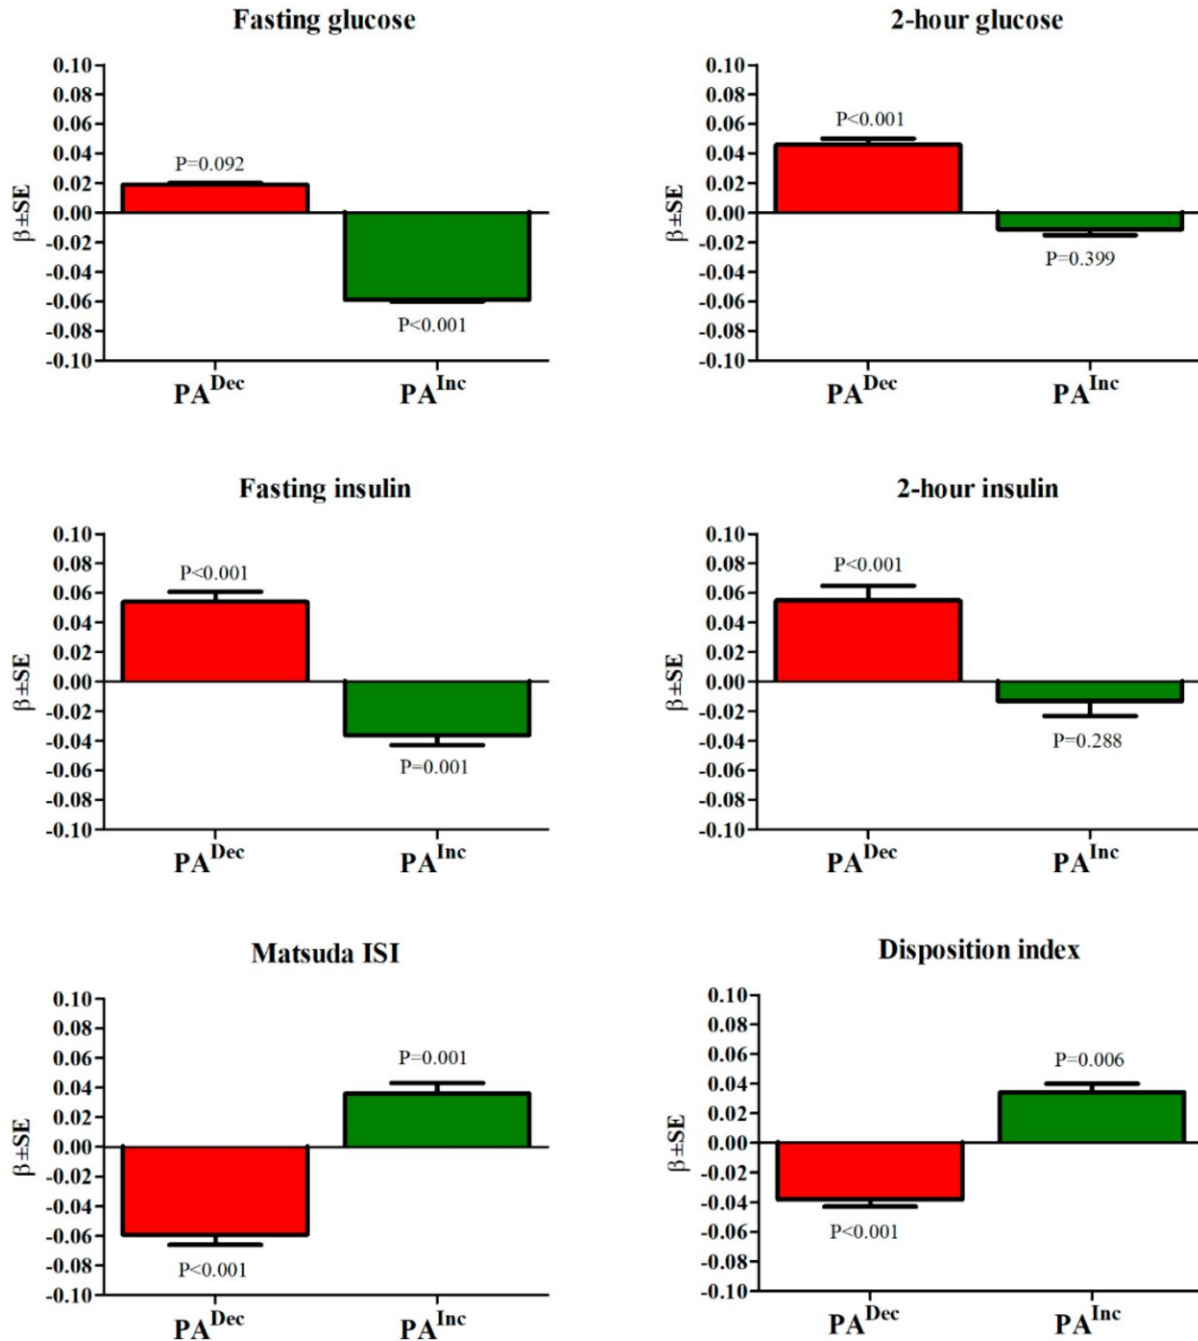 Fasting glucose
0.10
0.08
0.06
0.04
0.02
0.00
-0.02
-0.04
-0.06
-0.08
-0.10
β±SE
P=0.092
P<0.001
PA^Dec
PA^Inc
2-hour glucose
0.10
0.08
0.06
0.04
0.02
0.00
-0.02
-0.04
-0.06
-0.08
-0.10
β±SE
P<0.001
P=0.399
PA^Dec
PA^Inc
Fasting insulin
0.10
0.08
0.06
0.04
0.02
0.00
-0.02
-0.04
-0.06
-0.08
-0.10
β±SE
P<0.001
P=0.001
PA^Dec
PA^Inc
2-hour insulin
0.10
0.08
0.06
0.04
0.02
0.00
-0.02
-0.04
-0.06
-0.08
-0.10
β±SE
P<0.001
P=0.288
PA^Dec
PA^Inc
Matsuda ISI
0.10
0.08
0.06
0.04
0.02
0.00
-0.02
-0.04
-0.06
-0.08
-0.10
β±SE
P<0.001
P=0.001
PA^Dec
PA^Inc
Disposition index
0.10
0.08
0.06
0.04
0.02
0.00
-0.02
-0.04
-0.06
-0.08
-0.10
β±SE
P<0.001
P=0.006
PA^Dec
PA^Inc